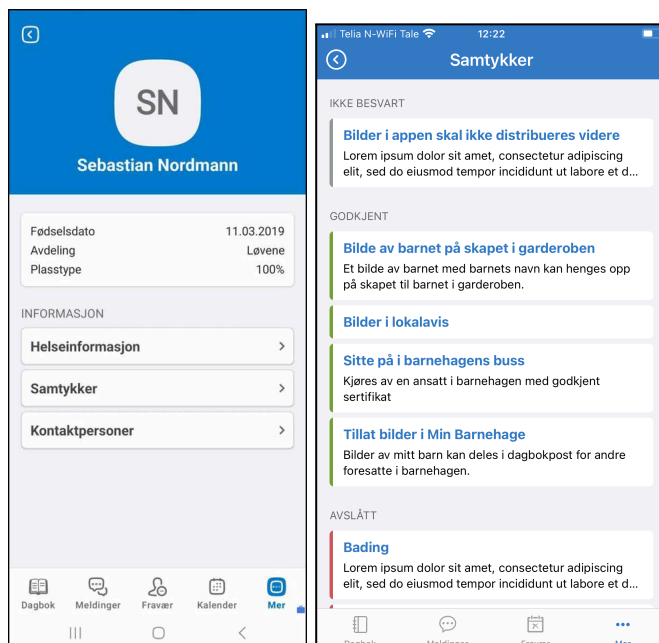 SN
Sebastian Nordmann
Fødselsdato 11.03.2019
Avdeling Løvene
Plasstype 100%
INFORMASJON
Helseinformasjon
Samtykker
Kontaktpersoner
Dagbok Meldinger Fravær Kalender Mer
Telia N-WiFi Tale 12:22
Samtykker
IKKE BESVART
Bilder i appen skal ikke distribueres videre
Lorem ipsum dolor sit amet, consectetur adipiscing
elit, sed do eiusmod tempor incididunt ut labore et d...
GODKJENT
Bilde av barnet på skapet i garderoben
Et bilde av barnet med barnets navn kan henges opp
på skapet til barnet i garderoben.
Bilder i lokalavis
Sitte på i barnehagens buss
Kjøres av en ansatt i barnehagen med godkjent
sertifikat
Tillat bilder i Min Barnehage
Bilder av mitt barn kan deles i dagbokpost for andre
foresatte i barnehagen.
AVSLÅTT
Bading
Lorem ipsum dolor sit amet, consectetur adipiscing
elit, sed do eiusmod tempor incididunt ut labore et d...